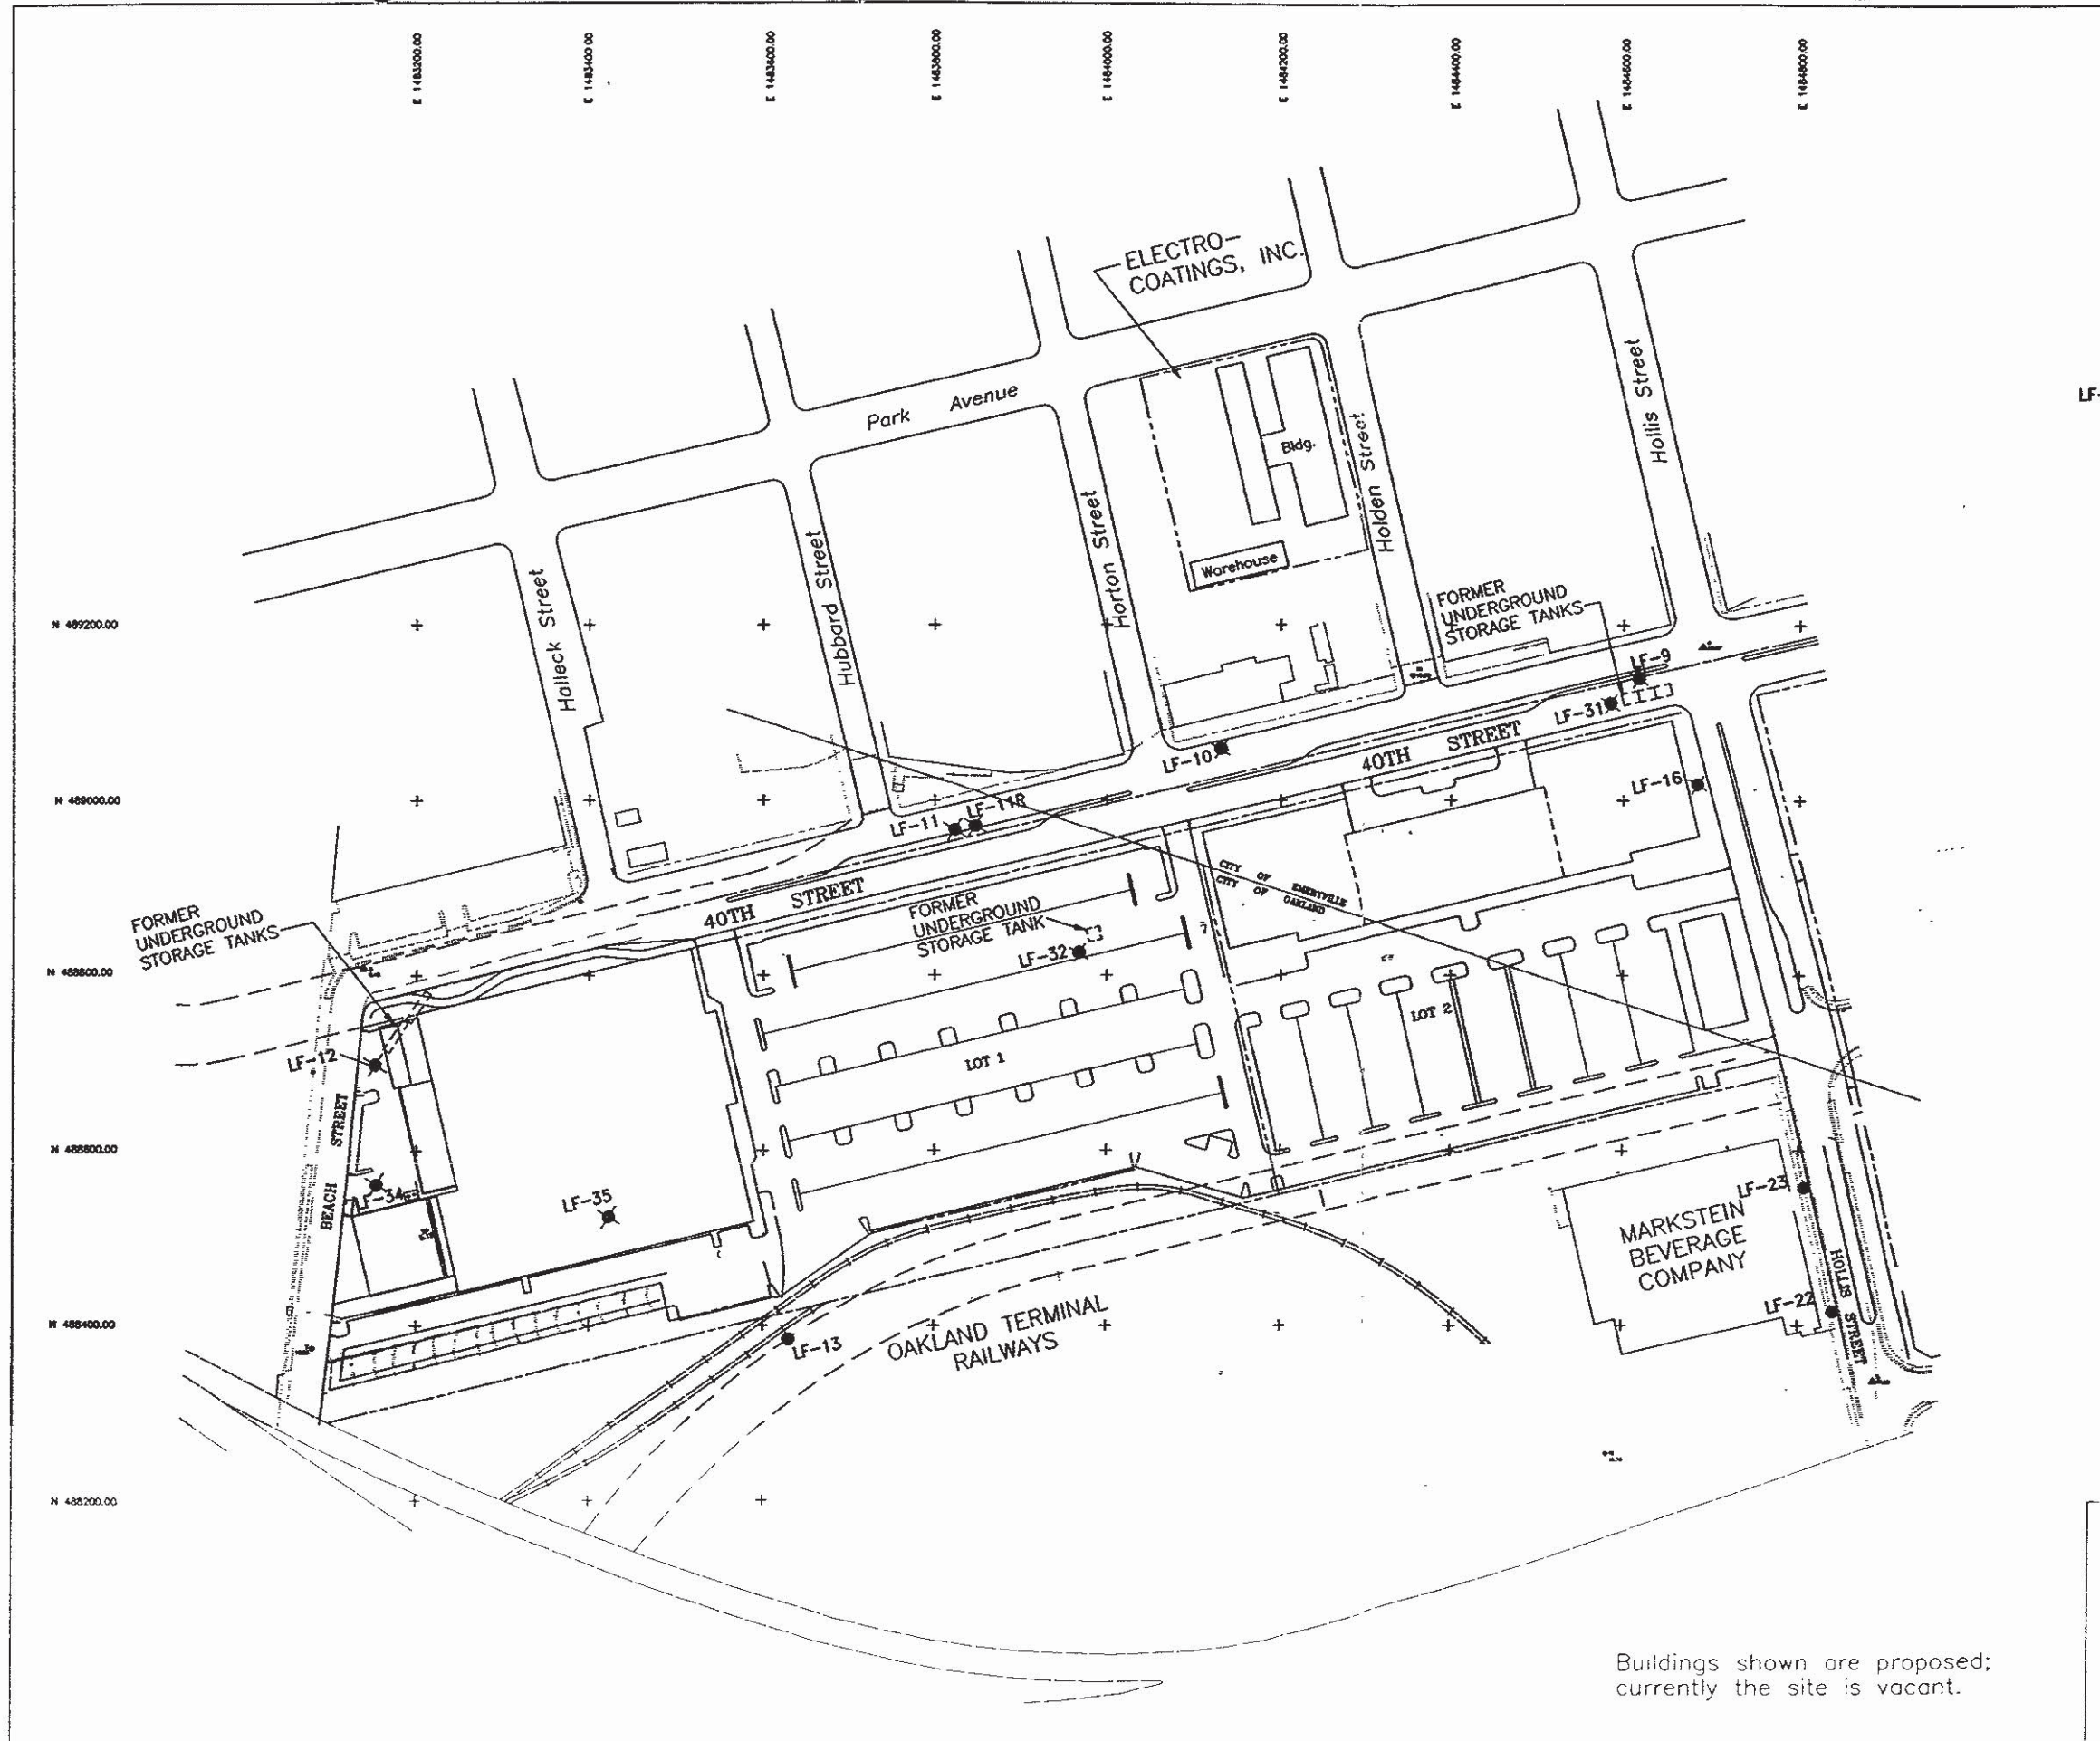 E 1483200.00
E 1483400.00
E 1483600.00
E 1483800.00
E 1484000.00
E 1484200.00
E 1484400.00
E 1484600.00
E 1484800.00
ELECTRO-
COATINGS, INC.
LF-
Park Avenue
Bldg.
Warehouse
Halleck Street
Hubbard Street
Horton Street
Holden Street
Hollis Street
FORMER
UNDERGROUND
STORAGE TANKS
N 489200.00
LF-9
LF-31
LF-10
40TH STREET
LF-16
N 489000.00
LF-11
LF-11R
CITY OF EMERYVILLE
CITY OF OAKLAND
40TH STREET
FORMER
UNDERGROUND
STORAGE TANK
LF-32
FORMER
UNDERGROUND
STORAGE TANKS
N 488800.00
LOT 2
LF-12
LOT 1
BEACH STREET
N 488600.00
LF-34
LF-35
LF-23
MARKSTEIN
BEVERAGE
COMPANY
HOLLIS STREET
LF-22
N 488400.00
LF-13
OAKLAND TERMINAL
RAILWAYS
N 488200.00
Buildings shown are proposed;
currently the site is vacant.